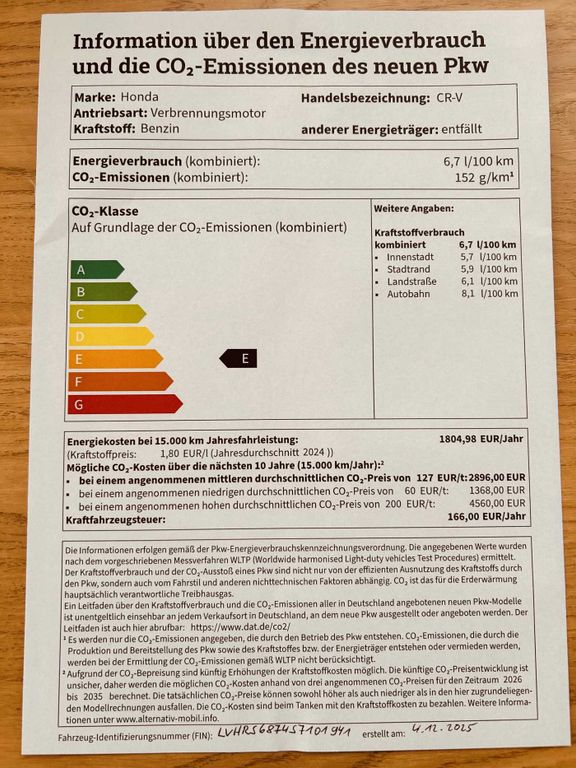 Information über den Energieverbrauch
und die CO₂-Emissionen des neuen Pkw
Marke: Honda Handelsbezeichnung: CR-V
Antriebsart: Verbrennungsmotor
Kraftstoff: Benzin anderer Energieträger: entfällt
Energieverbrauch (kombiniert): 6,7 l/100 km
CO₂-Emissionen (kombiniert): 152 g/km¹
CO₂-Klasse
Auf Grundlage der CO₂-Emissionen (kombiniert)
A
B
C
D
E E
F
G
Weitere Angaben:
Kraftstoffverbrauch
kombiniert 6,7 l/100 km
▪ Innenstadt 5,7 l/100 km
▪ Stadtrand 5,9 l/100 km
▪ Landstraße 6,1 l/100 km
▪ Autobahn 8,1 l/100 km
Energiekosten bei 15.000 km Jahresfahrleistung: 1804,98 EUR/Jahr
(Kraftstoffpreis: 1,80 EUR/l (Jahresdurchschnitt 2024 ))
Mögliche CO₂-Kosten über die nächsten 10 Jahre (15.000 km/Jahr):²
▪ bei einem angenommenen mittleren durchschnittlichen CO₂-Preis von 127 EUR/t: 2896,00 EUR
▪ bei einem angenommenen niedrigen durchschnittlichen CO₂-Preis von 60 EUR/t: 1368,00 EUR
▪ bei einem angenommenen hohen durchschnittlichen CO₂-Preis von 200 EUR/t: 4560,00 EUR
Kraftfahrzeugsteuer: 166,00 EUR/Jahr
Die Informationen erfolgen gemäß der Pkw-Energieverbrauchskennzeichnungsverordnung. Die angegebenen Werte wurden
nach dem vorgeschriebenen Messverfahren WLTP (Worldwide harmonised Light-duty vehicles Test Procedures) ermittelt.
Der Kraftstoffverbrauch und der CO₂-Ausstoß eines Pkw sind nicht nur von der effizienten Ausnutzung des Kraftstoffs durch
den Pkw, sondern auch vom Fahrstil und anderen nichttechnischen Faktoren abhängig. CO₂ ist das für die Erderwärmung
hauptsächlich verantwortliche Treibhausgas.
Ein Leitfaden über den Kraftstoffverbrauch und die CO₂-Emissionen aller in Deutschland angebotenen neuen Pkw-Modelle
ist unentgeltlich einsehbar an jedem Verkaufsort in Deutschland, an dem neue Pkw ausgestellt oder angeboten werden. Der
Leitfaden ist auch hier abrufbar: https://www.dat.de/co2/
¹ Es werden nur die CO₂-Emissionen angegeben, die durch den Betrieb des Pkw entstehen. CO₂-Emissionen, die durch die
Produktion und Bereitstellung des Pkw sowie des Kraftstoffes bzw. der Energieträger entstehen oder vermieden werden,
werden bei der Ermittlung der CO₂-Emissionen gemäß WLTP nicht berücksichtigt.
² Aufgrund der CO₂-Bepreisung sind künftig Erhöhungen der Kraftstoffkosten möglich. Die künftige CO₂-Preisentwicklung ist
unsicher, daher werden die möglichen CO₂-Kosten anhand von drei angenommenen CO₂-Preisen für den Zeitraum 2026
bis 2035 berechnet. Die tatsächlichen CO₂-Preise können sowohl höher als auch niedriger als in den hier zugrundeliegen-
den Modellrechnungen ausfallen. Die CO₂-Kosten sind beim Tanken mit den Kraftstoffkosten zu bezahlen. Weitere Informa-
tionen unter www.alternativ-mobil.info.
Fahrzeug-Identifizierungsnummer (FIN): LVHRS6874S7101941 erstellt am: 4.12.2025